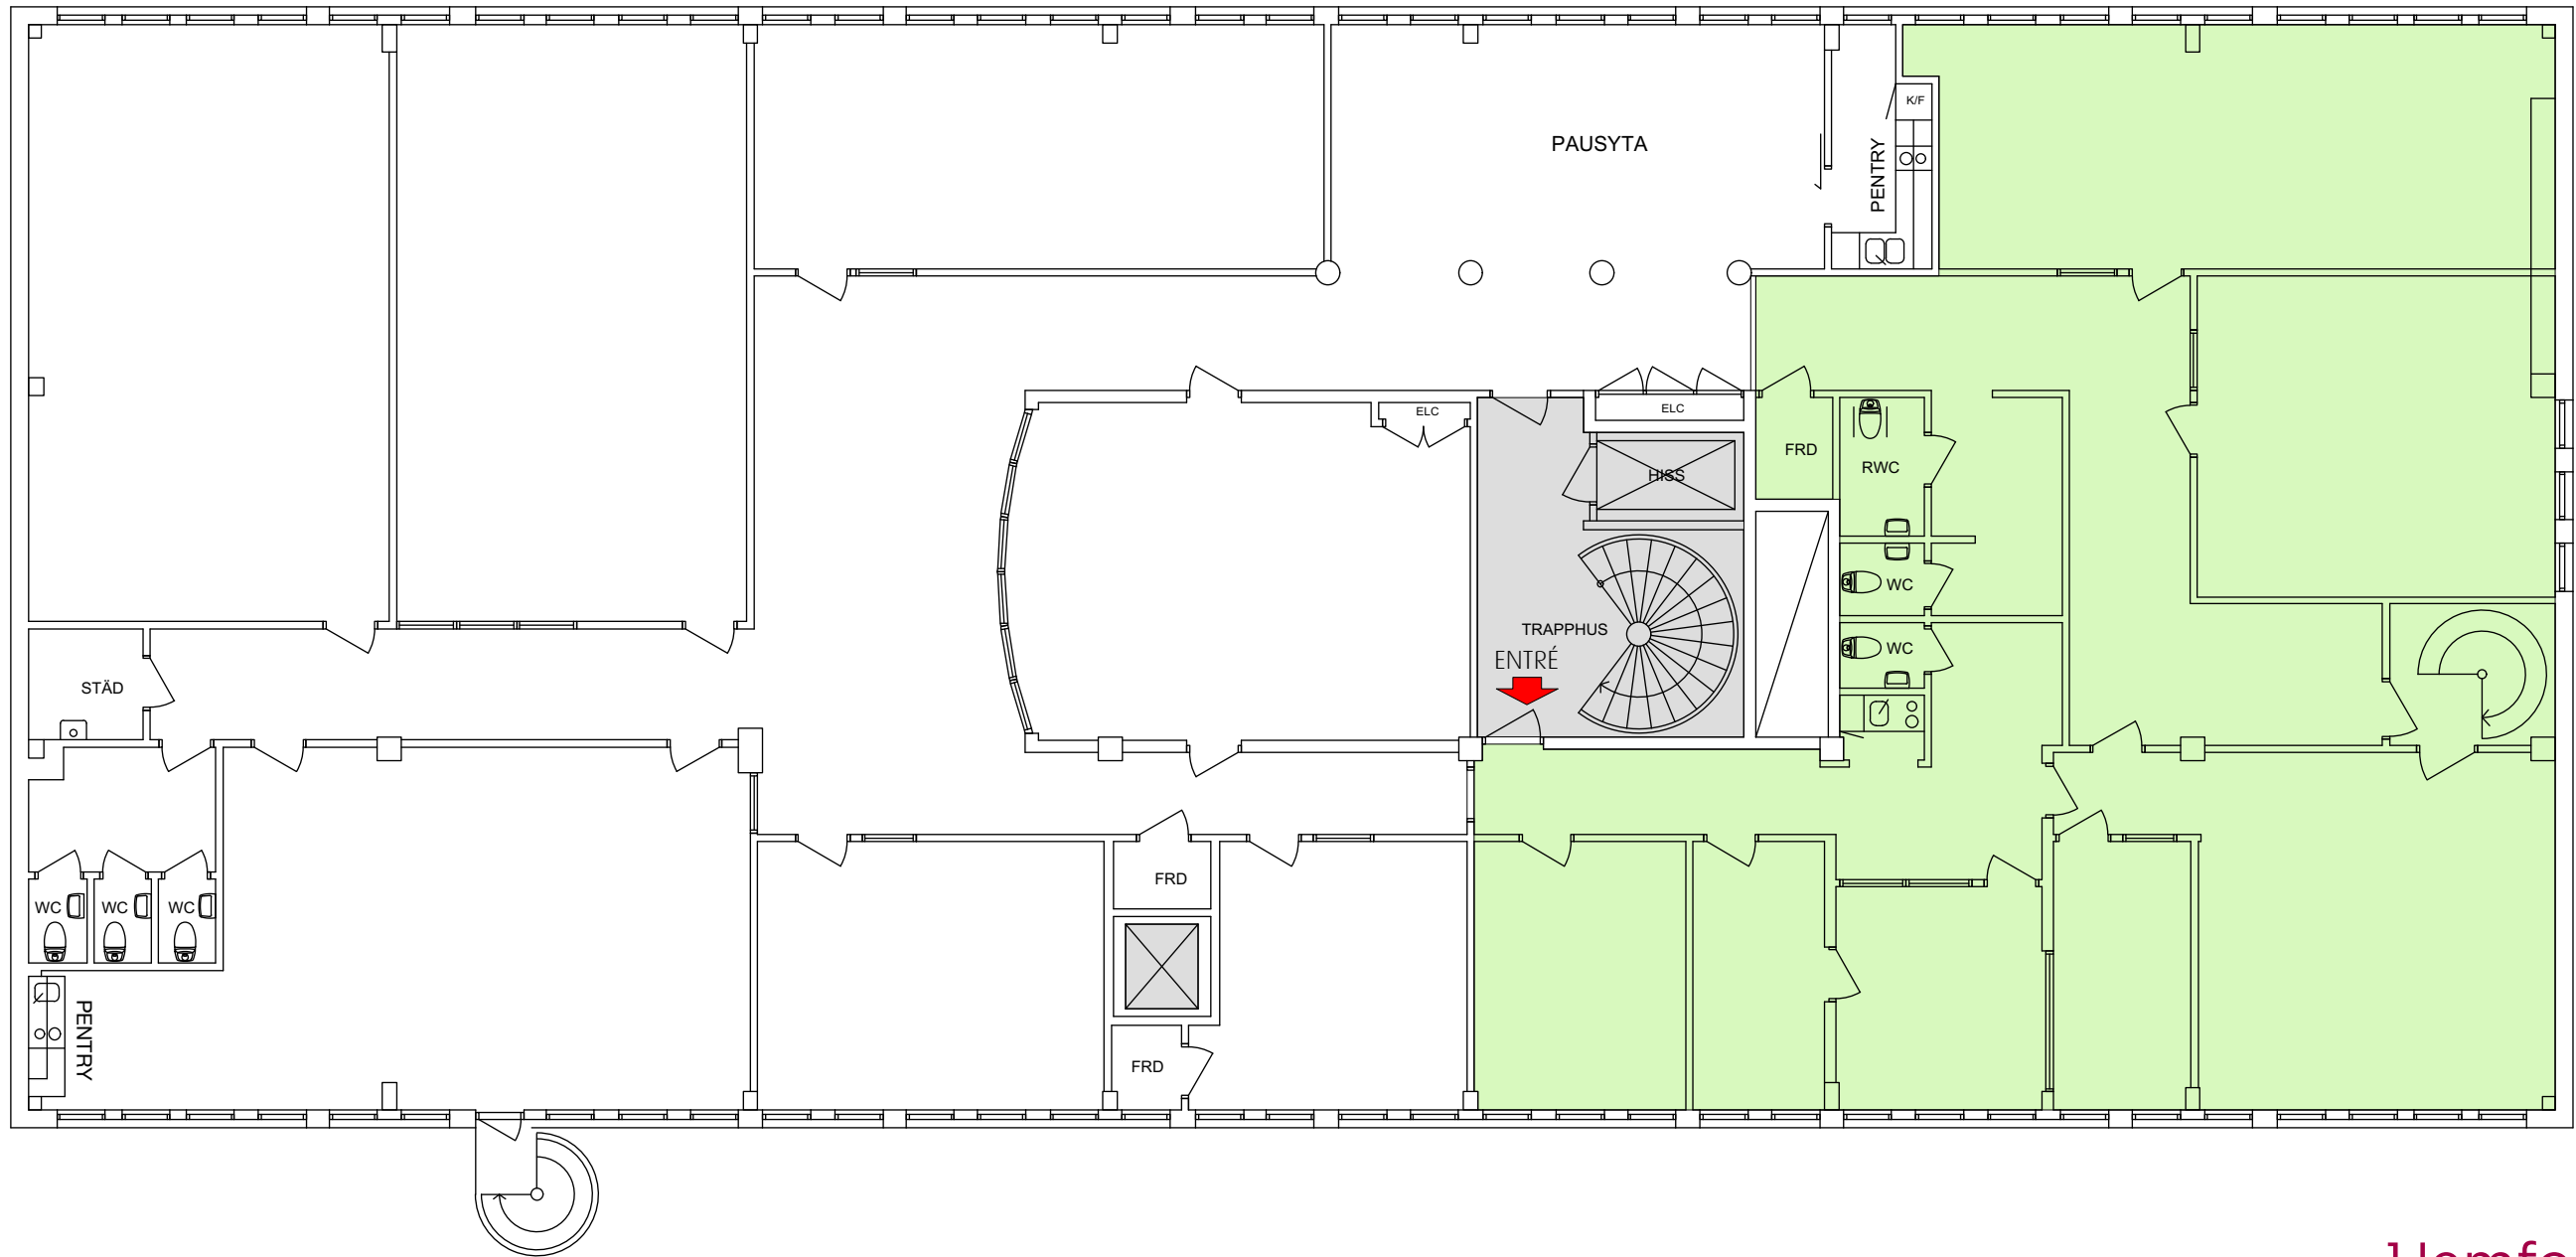 K/F
PAUSYTA
PENTRY
ELC
ELC
FRD
RWC
HISS
WC
TRAPPHUS
WC
ENTRÉ
STÄD
FRD
WC
WC
WC
PENTRY
FRD